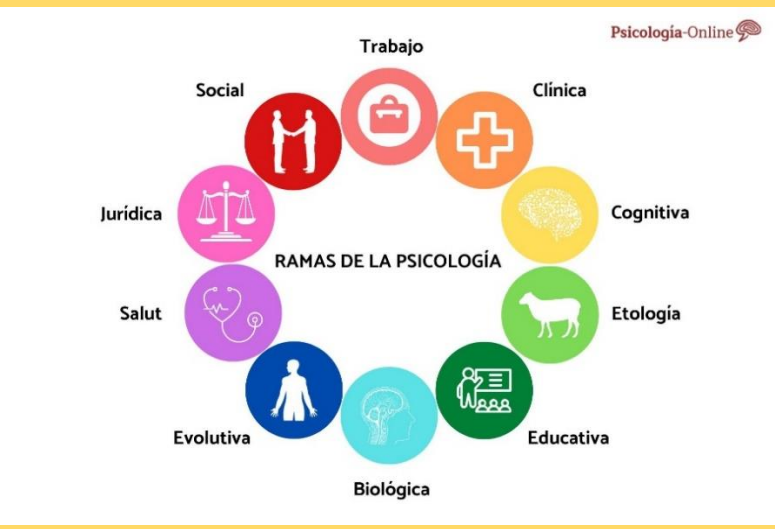 Psicología-Online
Trabajo
Social
Clínica
Jurídica
Cognitiva
RAMAS DE LA PSICOLOGÍA
Salut
Etología
Evolutiva
Educativa
Biológica